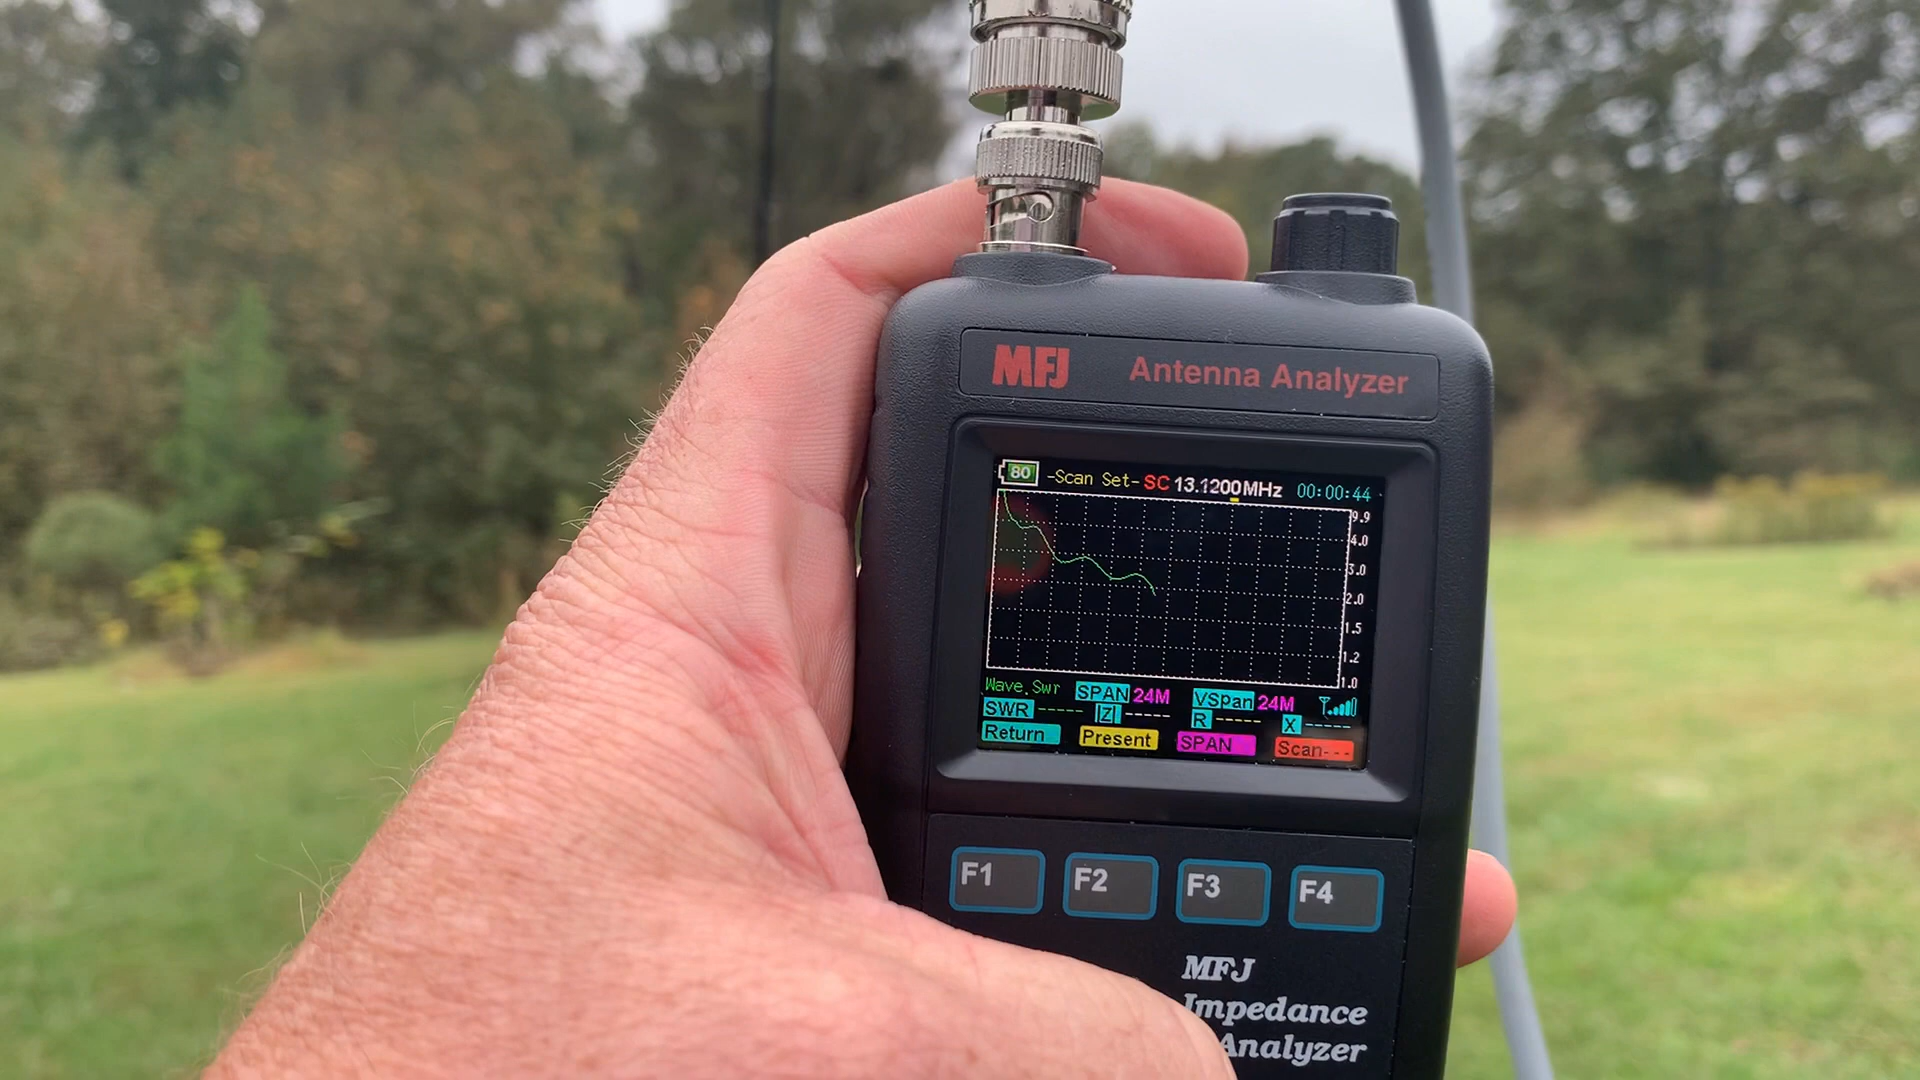 MFJ Antenna Analyzer
80 -Scan Set- SC 13.1200MHz 00:00:44
9.9
4.0
3.0
2.0
1.5
1.2
1.0
Wave.Swr SPAN 24M VSpan 24M
SWR ----- |Z| ----- R ----- X -----
Return Present SPAN Scan---
F1 F2 F3 F4
MFJ
Impedance
Analyzer